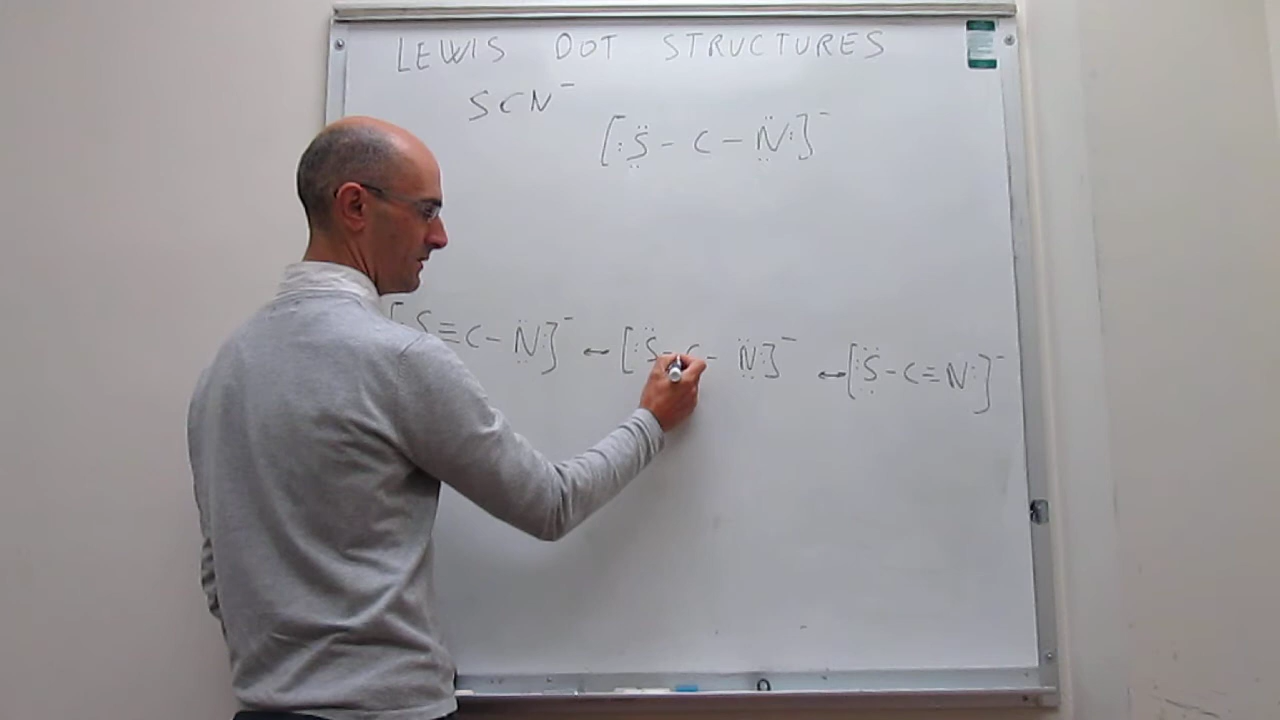 LEWIS DOT STRUCTURES
SCN⁻
[:S̤̈ - C - N̤̈:]⁻
[ S≡C - N̤̈:]⁻ ↔ [:S̈ - C - N̤̈:]⁻ ↔ [:S̤̈ - C≡N:]⁻